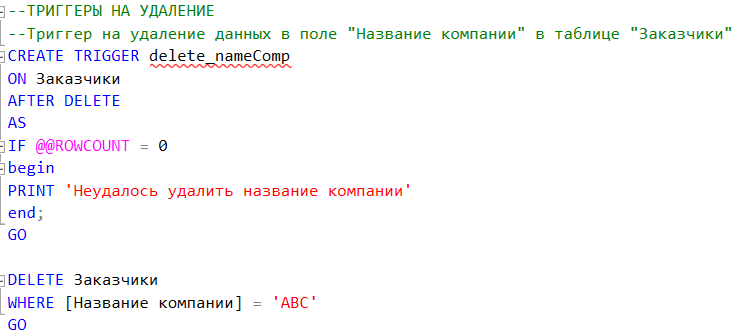 --ТРИГГЕРЫ НА УДАЛЕНИЕ
--Триггер на удаление данных в поле "Название компании" в таблице "Заказчики"
CREATE TRIGGER delete_nameComp
ON Заказчики
AFTER DELETE
AS
IF @@ROWCOUNT = 0
begin
PRINT 'Неудалось удалить название компании'
end;
GO
DELETE Заказчики
WHERE [Название компании] = 'ABC'
GO